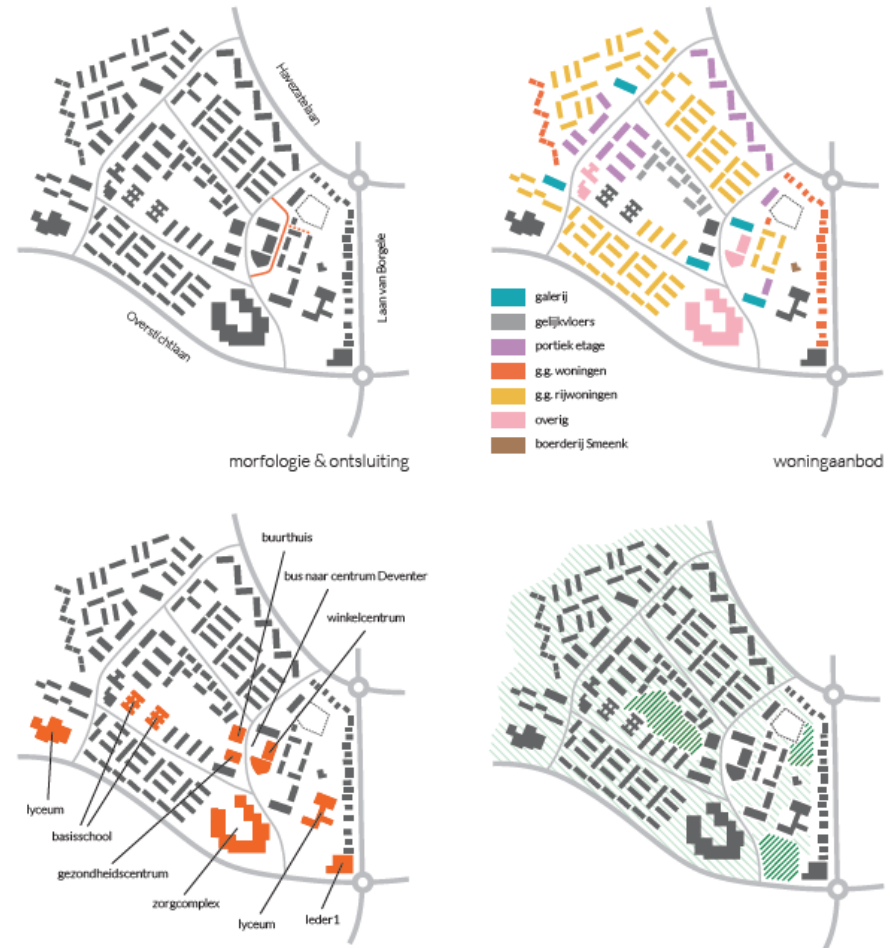 Havezatelaan
Laan van Borgele
Overstichtlaan
morfologie & ontsluiting
galerij
gelijkvloers
portiek etage
g.g. woningen
g.g. rijwoningen
overig
boerderij Smeenk
woningaanbod
buurthuis
bus naar centrum Deventer
winkelcentrum
lyceum
basisschool
gezondheidscentrum
zorgcomplex
lyceum
Ieder1